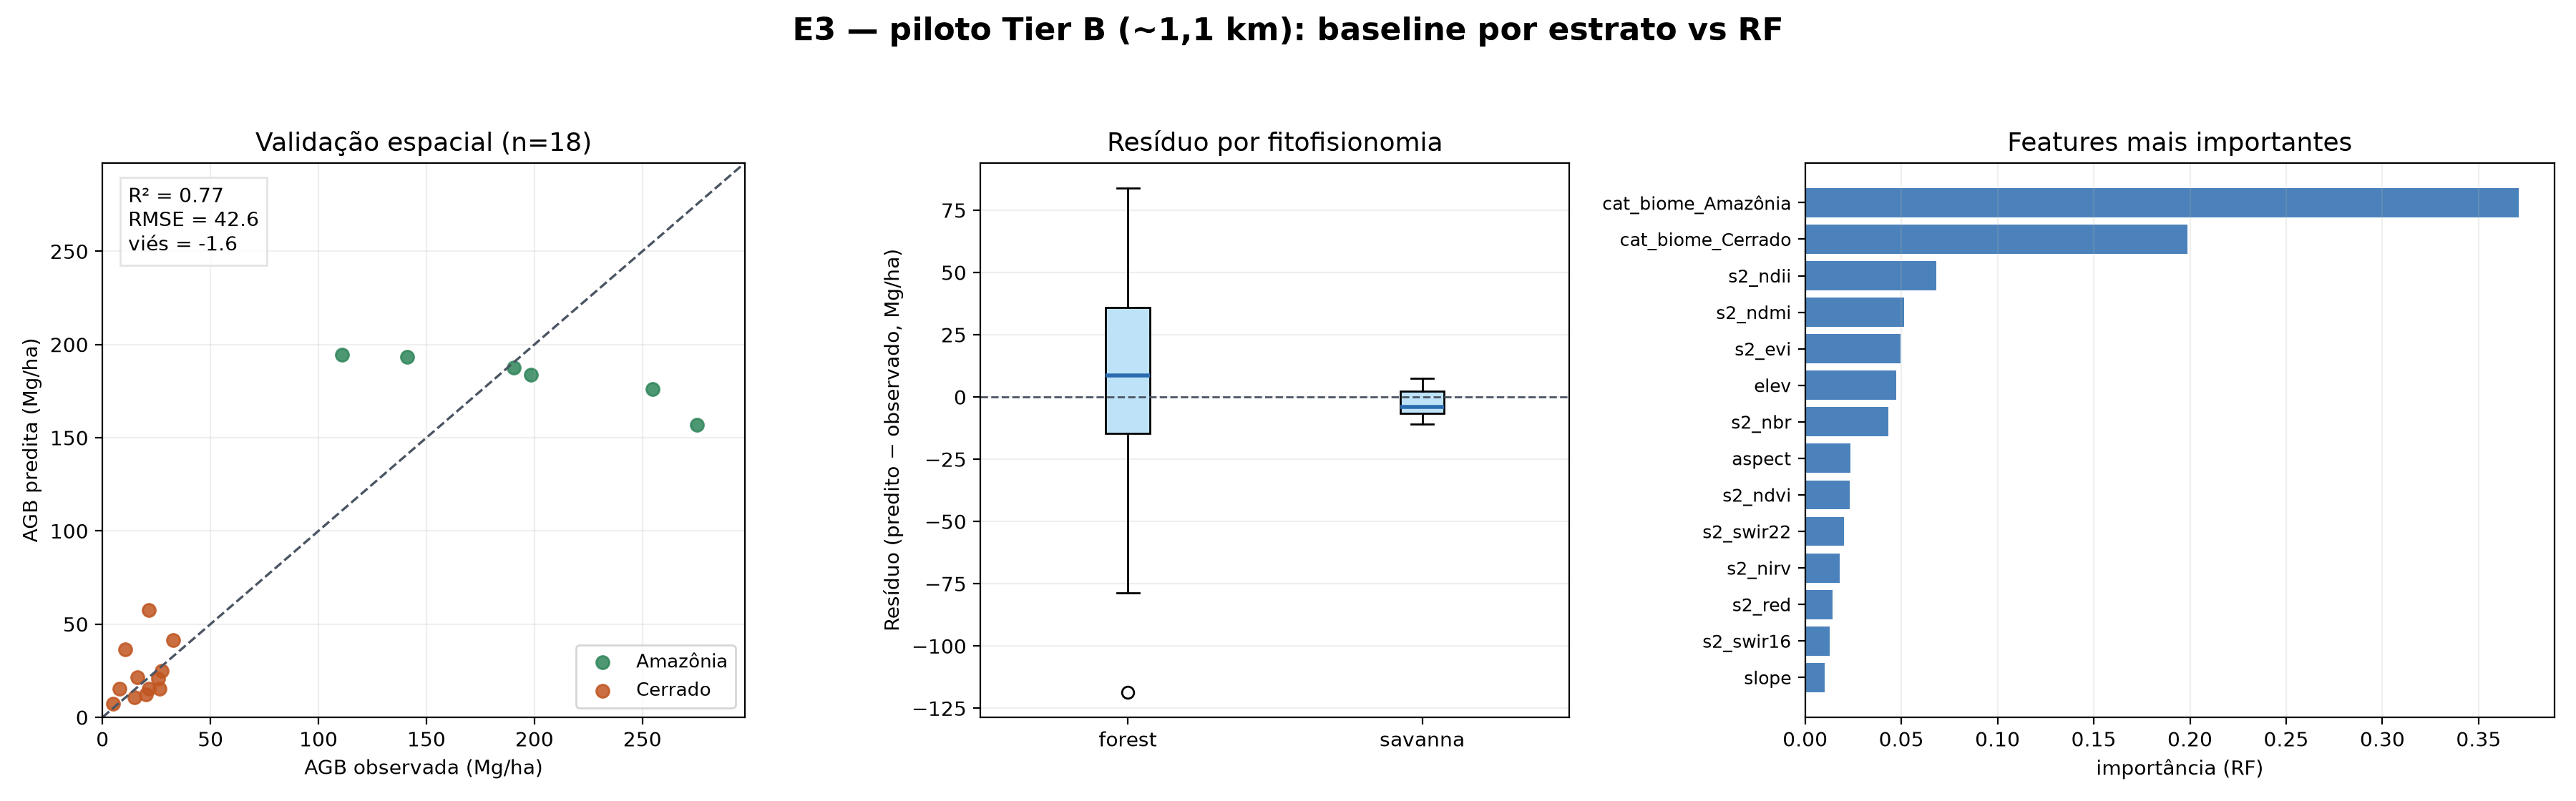 E3 — piloto Tier B (~1,1 km): baseline por estrato vs RF
Validação espacial (n=18)
R² = 0.77
RMSE = 42.6
viés = -1.6
AGB predita (Mg/ha)
250
200
150
100
50
0
0 50 100 150 200 250
AGB observada (Mg/ha)
Amazônia
Cerrado
Resíduo por fitofisionomia
Resíduo (predito − observado, Mg/ha)
75
50
25
0
−25
−50
−75
−100
−125
forest savanna
Features mais importantes
cat_biome_Amazônia
cat_biome_Cerrado
s2_ndii
s2_ndmi
s2_evi
elev
s2_nbr
aspect
s2_ndvi
s2_swir22
s2_nirv
s2_red
s2_swir16
slope
0.00 0.05 0.10 0.15 0.20 0.25 0.30 0.35
importância (RF)